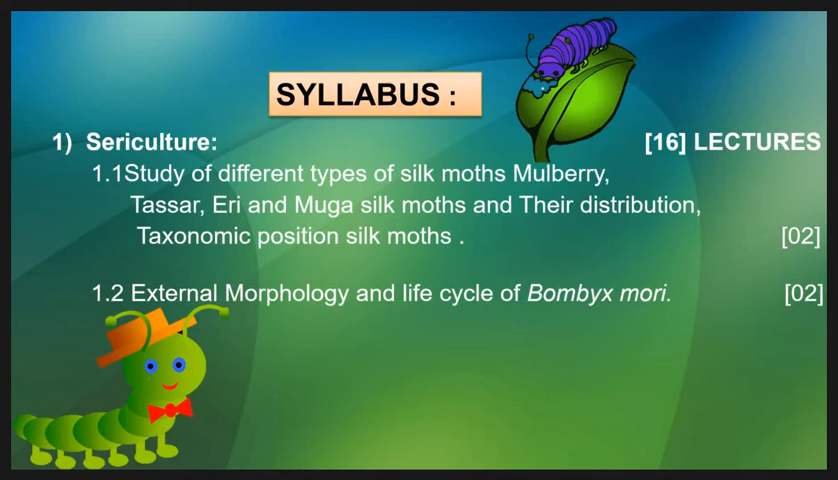 SYLLABUS :
1) Sericulture: [16] LECTURES
1.1Study of different types of silk moths Mulberry,
Tassar, Eri and Muga silk moths and Their distribution,
Taxonomic position silk moths . [02]
1.2 External Morphology and life cycle of Bombyx mori. [02]